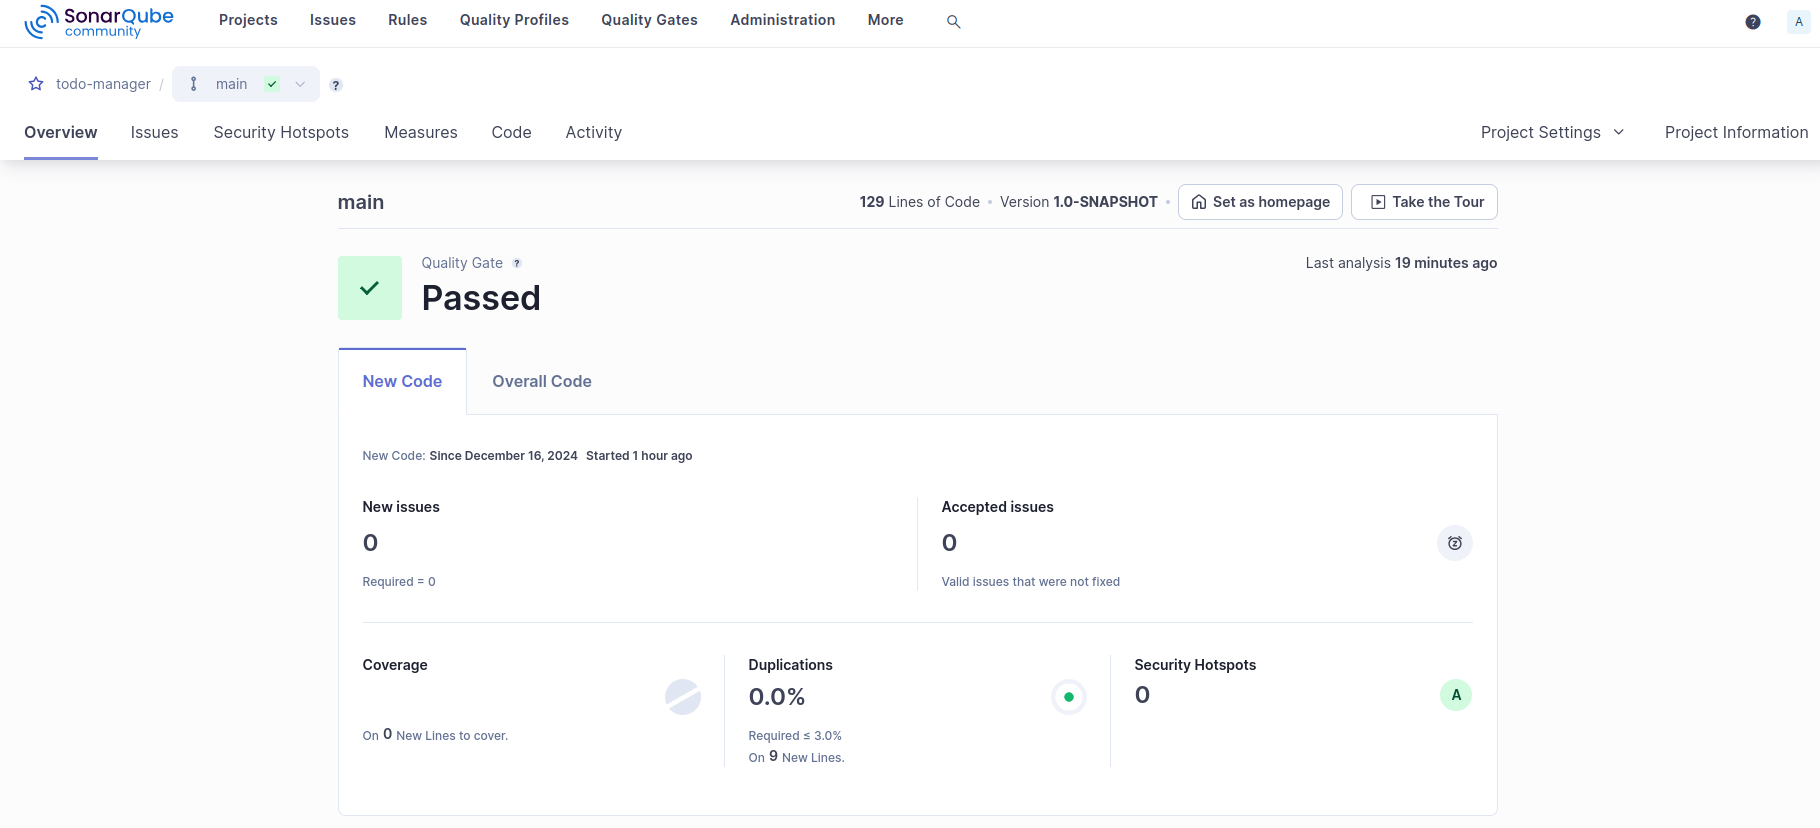 SonarQube
community
Projects Issues Rules Quality Profiles Quality Gates Administration More ? A
todo-manager / main ?
Overview Issues Security Hotspots Measures Code Activity Project Settings Project Information
main 129 Lines of Code • Version 1.0-SNAPSHOT • Set as homepage Take the Tour
Quality Gate ? Last analysis 19 minutes ago
Passed
New Code Overall Code
New Code: Since December 16, 2024 Started 1 hour ago
New issues Accepted issues
0 0
Required = 0 Valid issues that were not fixed
Coverage Duplications Security Hotspots
0.0% 0 A
On 0 New Lines to cover. Required ≤ 3.0%
On 9 New Lines.